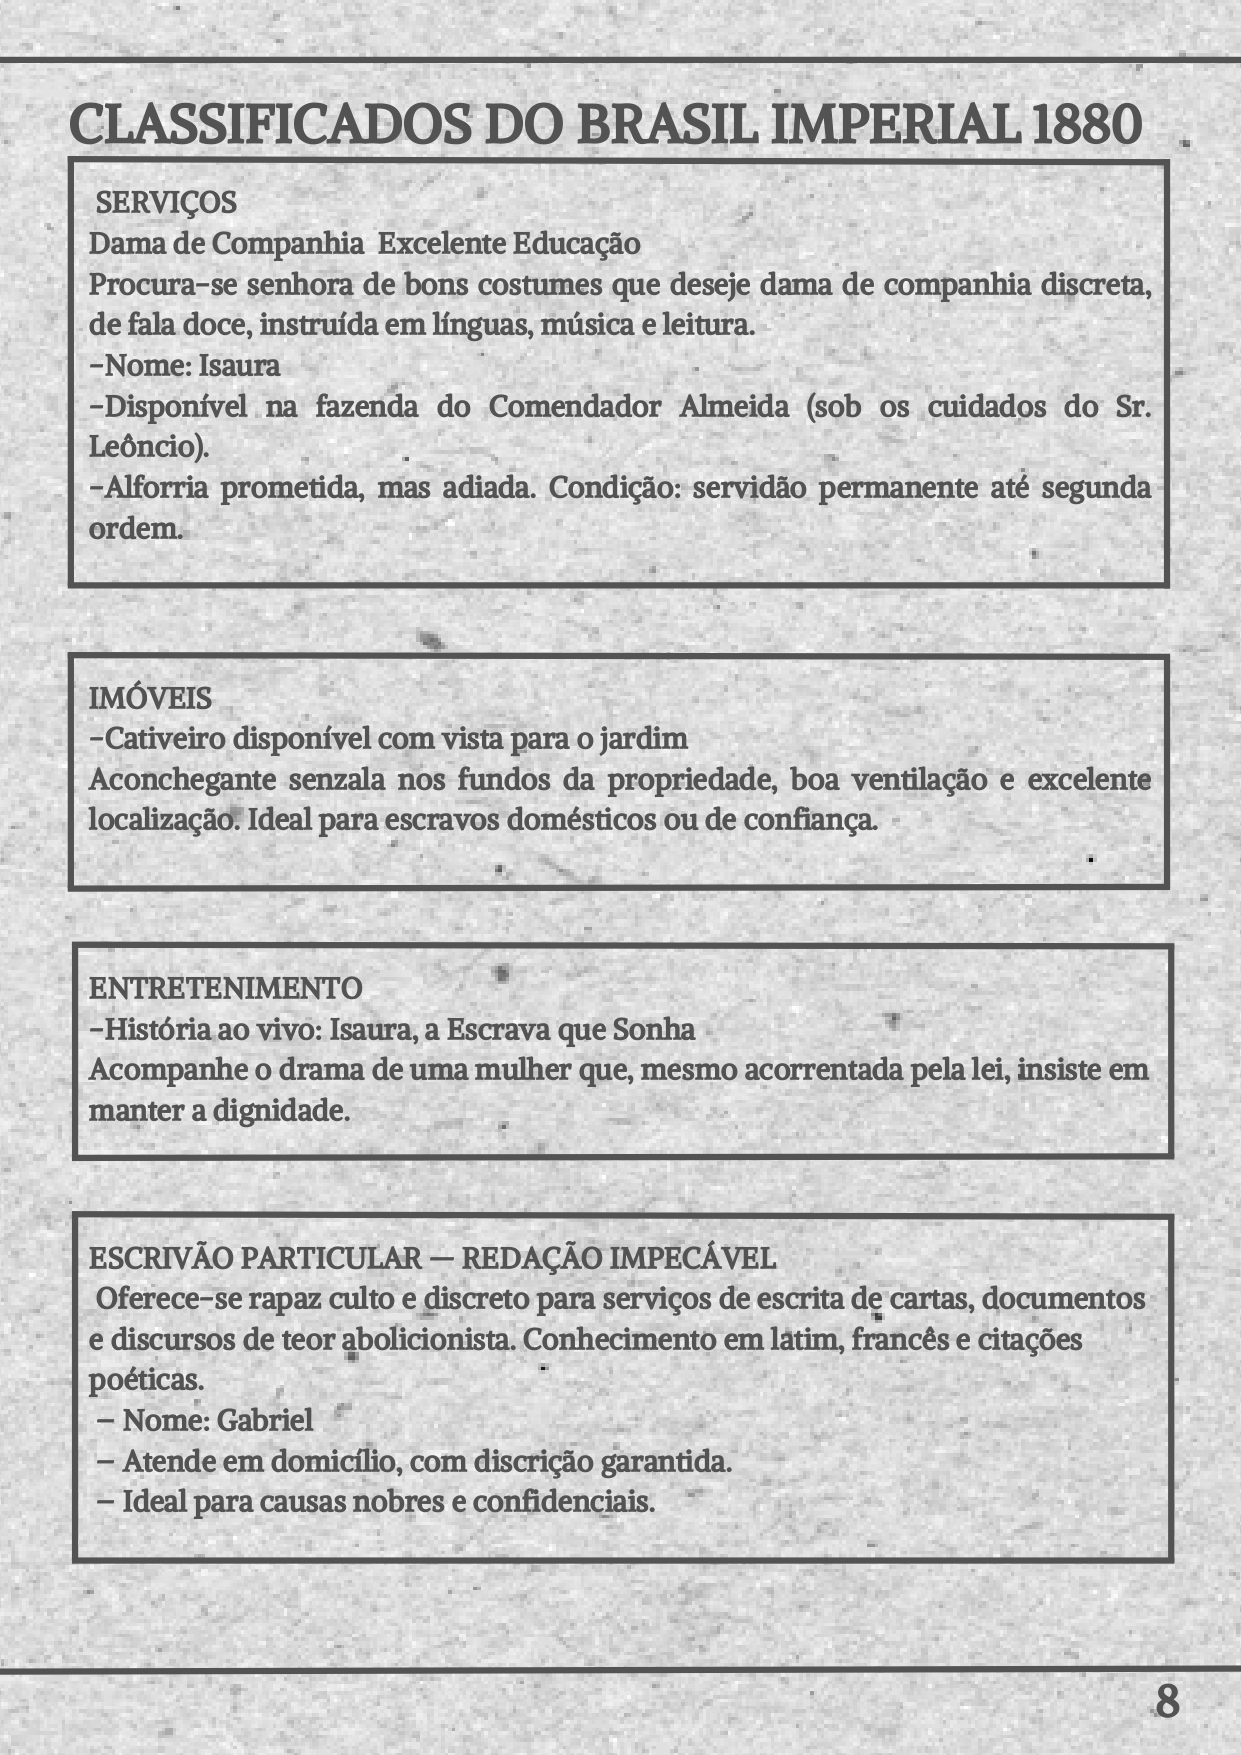 CLASSIFICADOS DO BRASIL IMPERIAL 1880
SERVIÇOS
Dama de Companhia  Excelente Educação
Procura-se senhora de bons costumes que deseje dama de companhia discreta,
de fala doce, instruída em línguas, música e leitura.
-Nome: Isaura
-Disponível na fazenda do Comendador Almeida (sob os cuidados do Sr.
Leôncio).
-Alforria prometida, mas adiada. Condição: servidão permanente até segunda
ordem.
IMÓVEIS
-Cativeiro disponível com vista para o jardim
Aconchegante senzala nos fundos da propriedade, boa ventilação e excelente
localização. Ideal para escravos domésticos ou de confiança.
ENTRETENIMENTO
-História ao vivo: Isaura, a Escrava que Sonha
Acompanhe o drama de uma mulher que, mesmo acorrentada pela lei, insiste em
manter a dignidade.
ESCRIVÃO PARTICULAR — REDAÇÃO IMPECÁVEL
Oferece-se rapaz culto e discreto para serviços de escrita de cartas, documentos
e discursos de teor abolicionista. Conhecimento em latim, francês e citações
poéticas.
– Nome: Gabriel
– Atende em domicílio, com discrição garantida.
– Ideal para causas nobres e confidenciais.
8